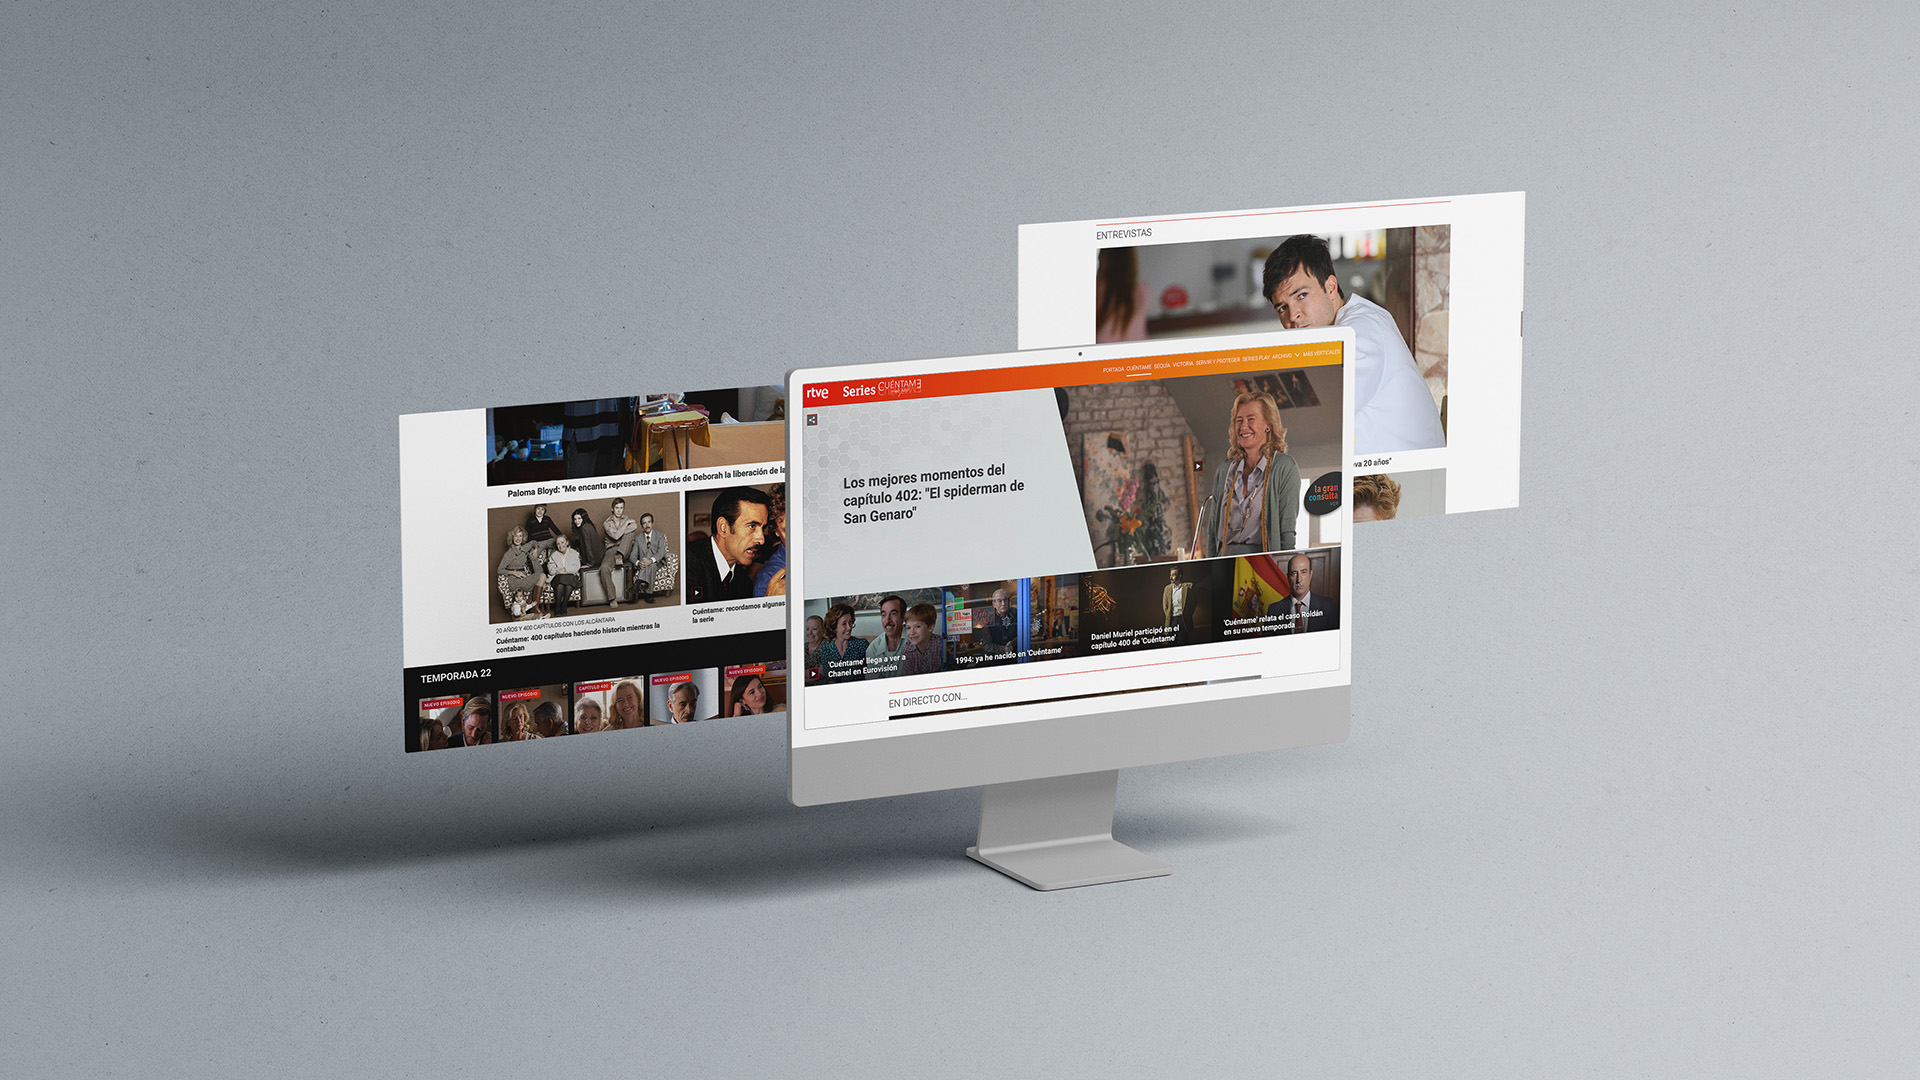 ENTREVISTAS
va 20 años"
rtve Series CUÉNTAME
PORTADA CUÉNTAME SEQUÍA VICTORIA SERVIR Y PROTEGER SERIES PLAY ARCHIVO MÁS VERTICALES
Los mejores momentos del
capítulo 402: "El spiderman de
San Genaro"
la gran
consulta
'Cuéntame' llega a ver a
Chanel en Eurovisión
1994: ya he nacido en 'Cuéntame'
Daniel Muriel participó en el
capítulo 400 de 'Cuéntame'
'Cuéntame' relata el caso Roldán
en su nueva temporada
EN DIRECTO CON...
Paloma Bloyd: "Me encanta representar a través de Deborah la liberación de la
20 AÑOS Y 400 CAPÍTULOS CON LOS ALCÁNTARA
Cuéntame: 400 capítulos haciendo historia mientras la
contaban
Cuéntame: recordamos algunas
la serie
TEMPORADA 22
NUEVO EPISODIO
NUEVO EPISODIO
CAPÍTULO 400
NUEVO EPISODIO
NUEVO EPISODIO